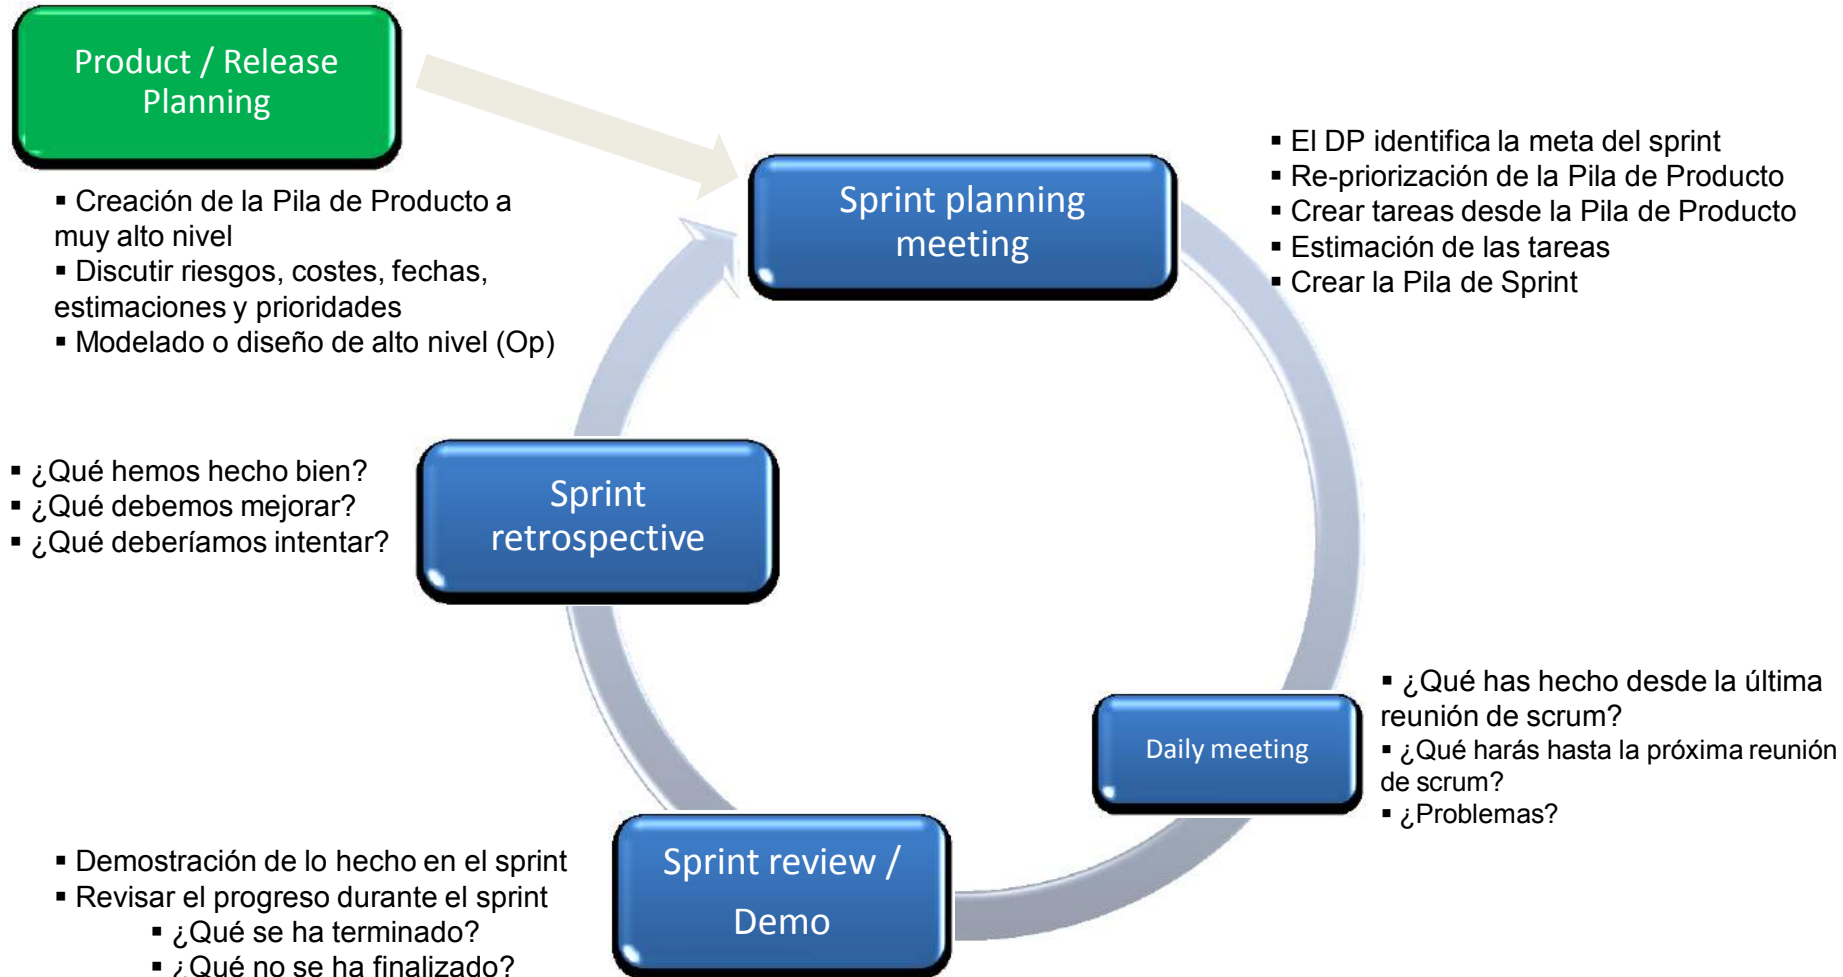 Product / Release
Planning
▪ Creación de la Pila de Producto a
muy alto nivel
▪ Discutir riesgos, costes, fechas,
estimaciones y prioridades
▪ Modelado o diseño de alto nivel (Op)
Sprint planning
meeting
▪ El DP identifica la meta del sprint
▪ Re-priorización de la Pila de Producto
▪ Crear tareas desde la Pila de Producto
▪ Estimación de las tareas
▪ Crear la Pila de Sprint
▪ ¿Qué hemos hecho bien?
▪ ¿Qué debemos mejorar?
▪ ¿Qué deberíamos intentar?
Sprint
retrospective
Daily meeting
▪ ¿Qué has hecho desde la última
reunión de scrum?
▪ ¿Qué harás hasta la próxima reunión
de scrum?
▪ ¿Problemas?
▪ Demostración de lo hecho en el sprint
▪ Revisar el progreso durante el sprint
▪ ¿Qué se ha terminado?
▪ ¿Qué no se ha finalizado?
Sprint review /
Demo